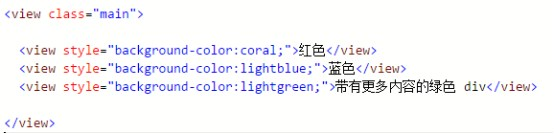 <view class="main">
<view style="background-color:coral;">红色</view>
<view style="background-color:lightblue;">蓝色</view>
<view style="background-color:lightgreen;">带有更多内容的绿色 div</view>
</view>